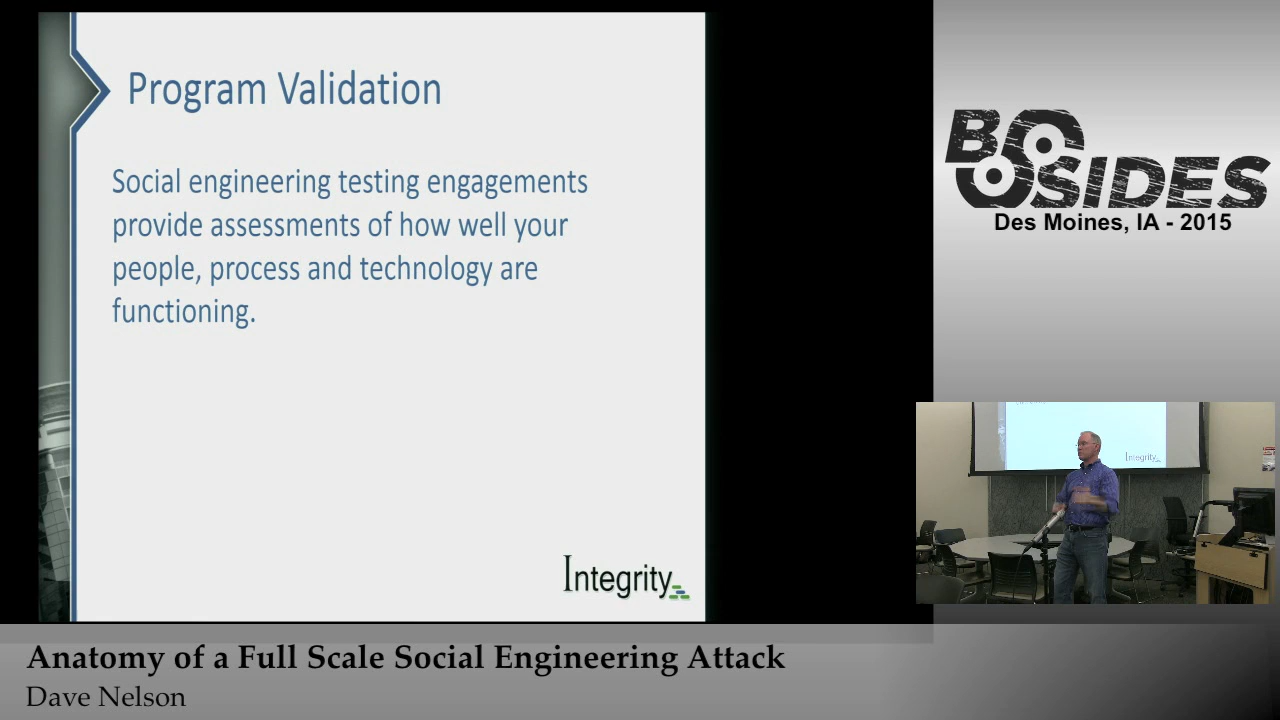 Program Validation
Social engineering testing engagements
provide assessments of how well your
people, process and technology are
functioning.
Integrity
BSIDES
Des Moines, IA - 2015
Integrity
Anatomy of a Full Scale Social Engineering Attack
Dave Nelson